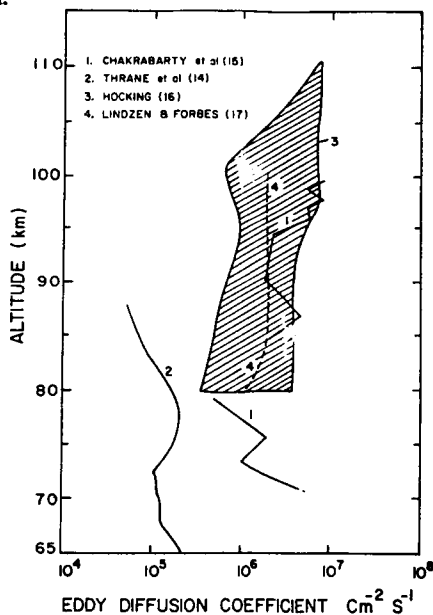 110
1. CHAKRABARTY et al (15)
2. THRANE et al (14)
3. HOCKING (16)
4. LINDZEN & FORBES (17)
3
100
4
1
ALTITUDE (km)
90
4
2
80
1
70
65
10⁴ 10⁵ 10⁶ 10⁷ 10⁸
EDDY DIFFUSION COEFFICIENT Cm⁻² S⁻¹